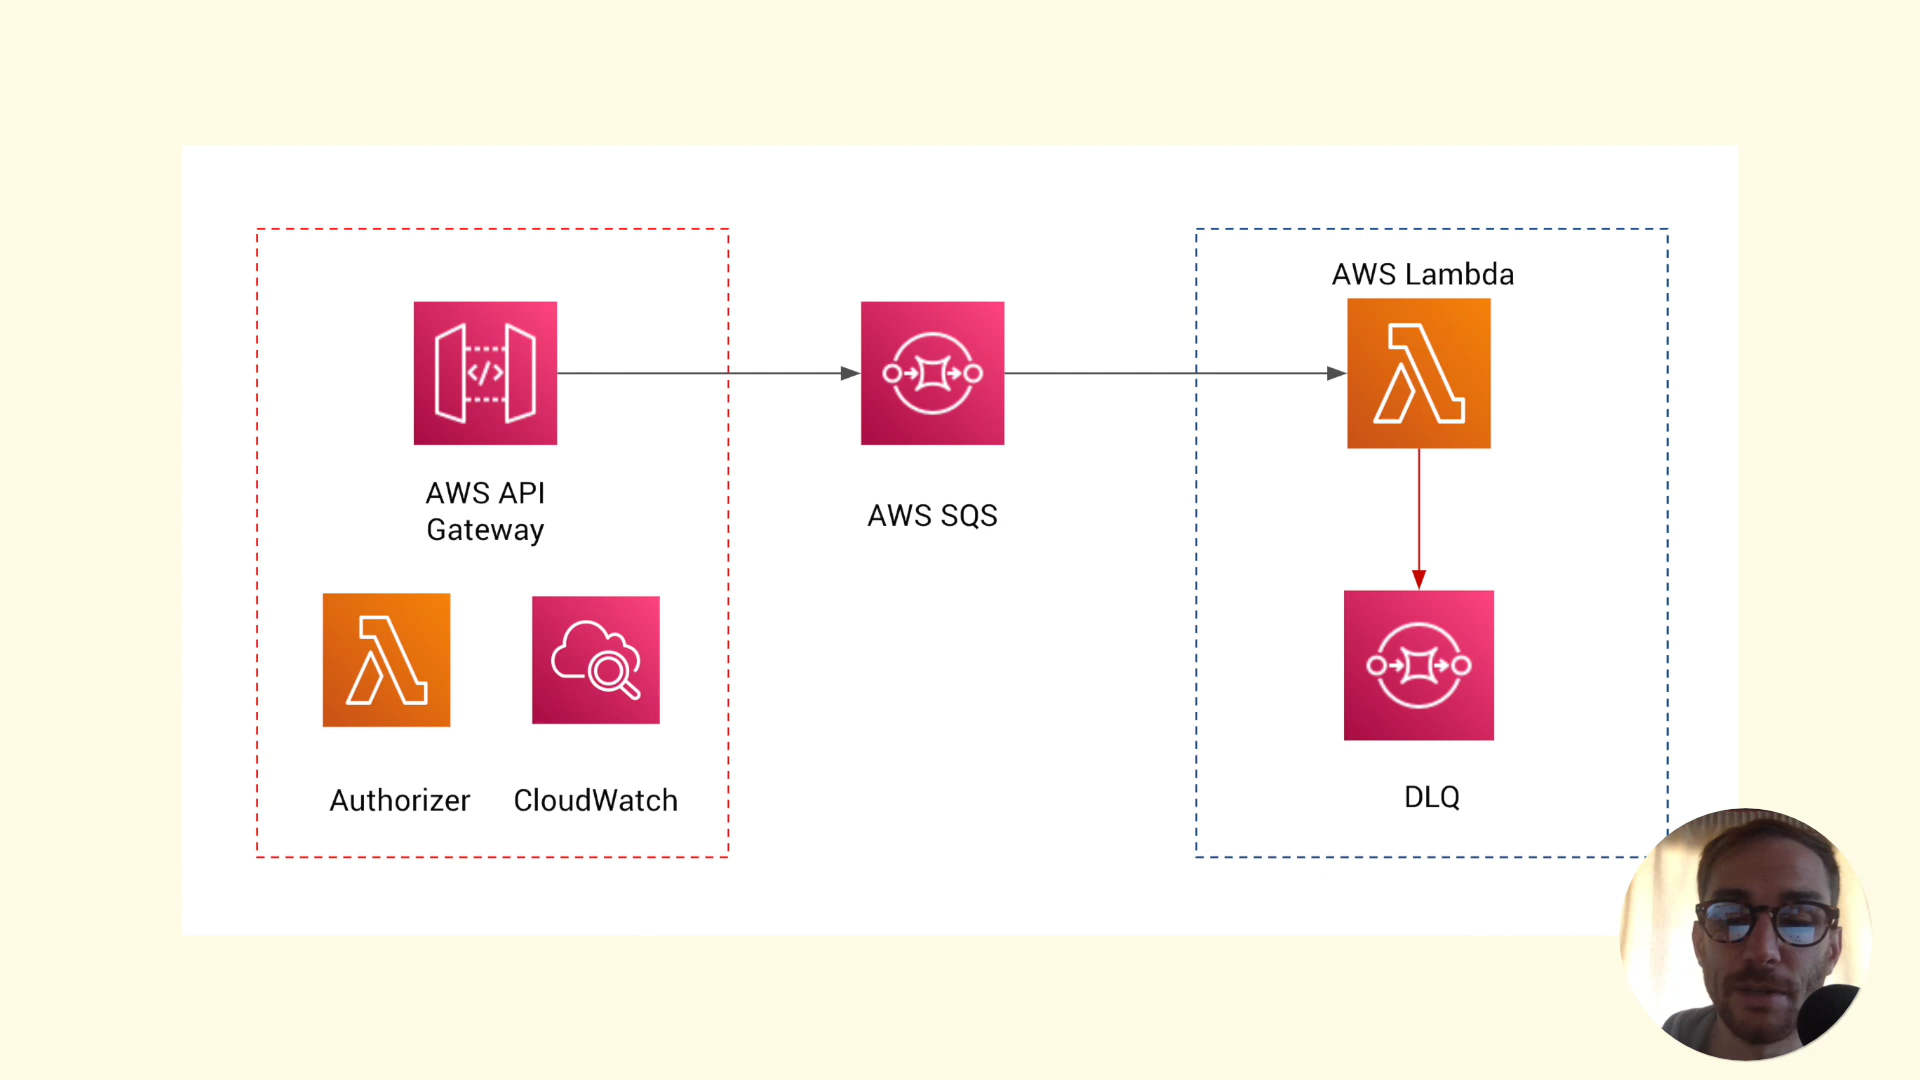 AWS Lambda
AWS API
Gateway
AWS SQS
Authorizer
CloudWatch
DLQ